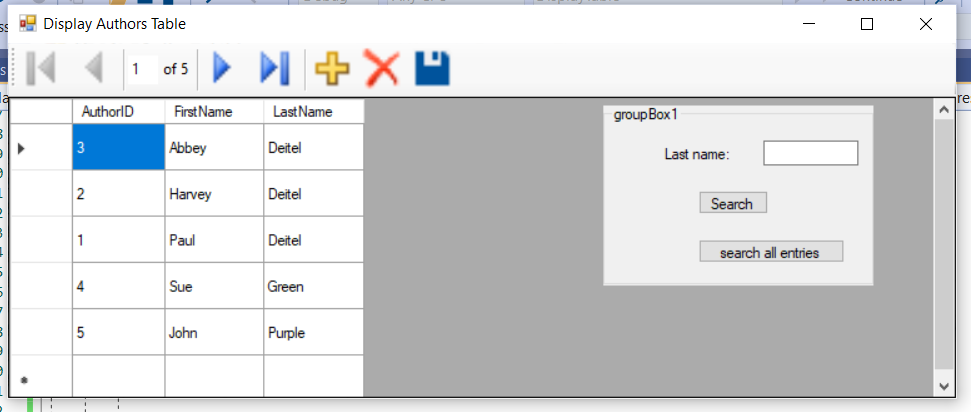 Display Authors Table
1 of 5
AuthorID FirstName LastName
3 Abbey Deitel
2 Harvey Deitel
1 Paul Deitel
4 Sue Green
5 John Purple
*
groupBox1
Last name:
Search
search all entries